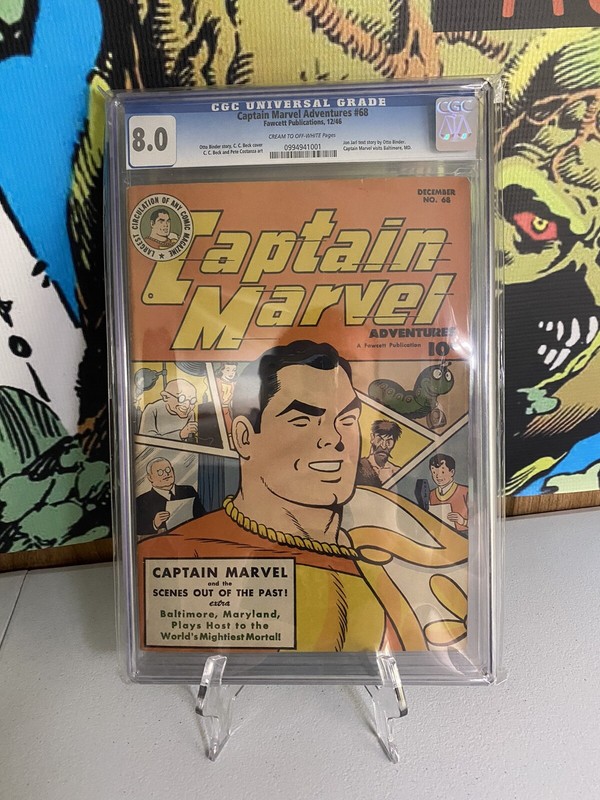 CGC UNIVERSAL GRADE
Captain Marvel Adventures #68
Fawcett Publications, 12/46
8.0
CREAM TO OFF-WHITE Pages
Otto Binder story, C. C. Beck cover
C. C. Beck and Pete Costanza art
0994941001
Jon Jarl text story by Otto Binder.
Captain Marvel visits Baltimore, MD.
CGC
LARGEST CIRCULATION OF ANY COMIC MAGAZINE
DECEMBER
NO. 68
Captain
Marvel
ADVENTURES
A Fawcett Publication
10¢
CAPTAIN MARVEL
and the
SCENES OUT OF THE PAST!
extra
Baltimore, Maryland,
Plays Host to the
World's Mightiest Mortal!